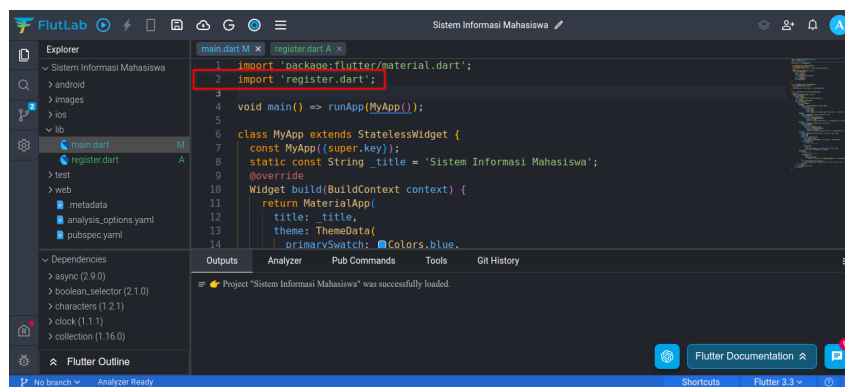 FlutLab
Sistem Informasi Mahasiswa
A
Explorer
Sistem Informasi Mahasiswa
android
images
ios
lib
main.dart M
register.dart A
test
web
.metadata
analysis_options.yaml
pubspec.yaml
Dependencies
async (2.9.0)
boolean_selector (2.1.0)
characters (1.2.1)
clock (1.1.1)
collection (1.16.0)
Flutter Outline
2
main.dart M × register.dart A ×
1 import 'package:flutter/material.dart';
2 import 'register.dart';
3
4 void main() => runApp(MyApp());
5
6 class MyApp extends StatelessWidget {
7 const MyApp({super.key});
8 static const String _title = 'Sistem Informasi Mahasiswa';
9 @override
10 Widget build(BuildContext context) {
11 return MaterialApp(
12 title: _title,
13 theme: ThemeData(
14 primarySwatch: Colors.blue,
Outputs Analyzer Pub Commands Tools Git History
Project "Sistem Informasi Mahasiswa" was successfully loaded.
Flutter Documentation
No branch Analyzer Ready Shortcuts Flutter 3.3